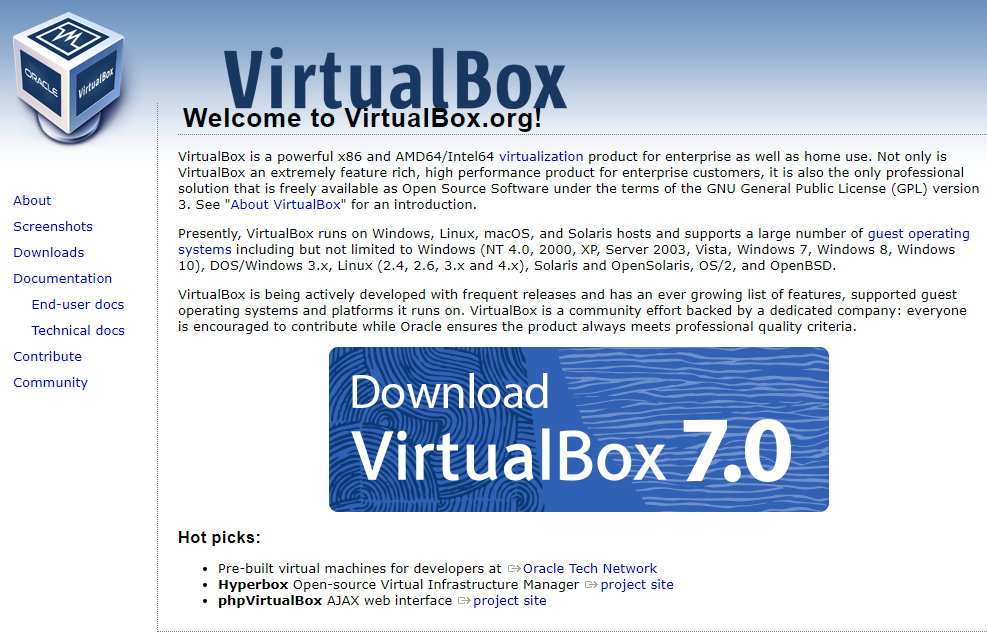 ORACLE
VirtualBox
VirtualBox
Welcome to VirtualBox.org!
VirtualBox is a powerful x86 and AMD64/Intel64 virtualization product for enterprise as well as home use. Not only is
VirtualBox an extremely feature rich, high performance product for enterprise customers, it is also the only professional
solution that is freely available as Open Source Software under the terms of the GNU General Public License (GPL) version
3. See "About VirtualBox" for an introduction.
Presently, VirtualBox runs on Windows, Linux, macOS, and Solaris hosts and supports a large number of guest operating
systems including but not limited to Windows (NT 4.0, 2000, XP, Server 2003, Vista, Windows 7, Windows 8, Windows
10), DOS/Windows 3.x, Linux (2.4, 2.6, 3.x and 4.x), Solaris and OpenSolaris, OS/2, and OpenBSD.
VirtualBox is being actively developed with frequent releases and has an ever growing list of features, supported guest
operating systems and platforms it runs on. VirtualBox is a community effort backed by a dedicated company: everyone
is encouraged to contribute while Oracle ensures the product always meets professional quality criteria.
About
Screenshots
Downloads
Documentation
End-user docs
Technical docs
Contribute
Community
Download
VirtualBox 7.0
Hot picks:
• Pre-built virtual machines for developers at Oracle Tech Network
• Hyperbox Open-source Virtual Infrastructure Manager project site
• phpVirtualBox AJAX web interface project site